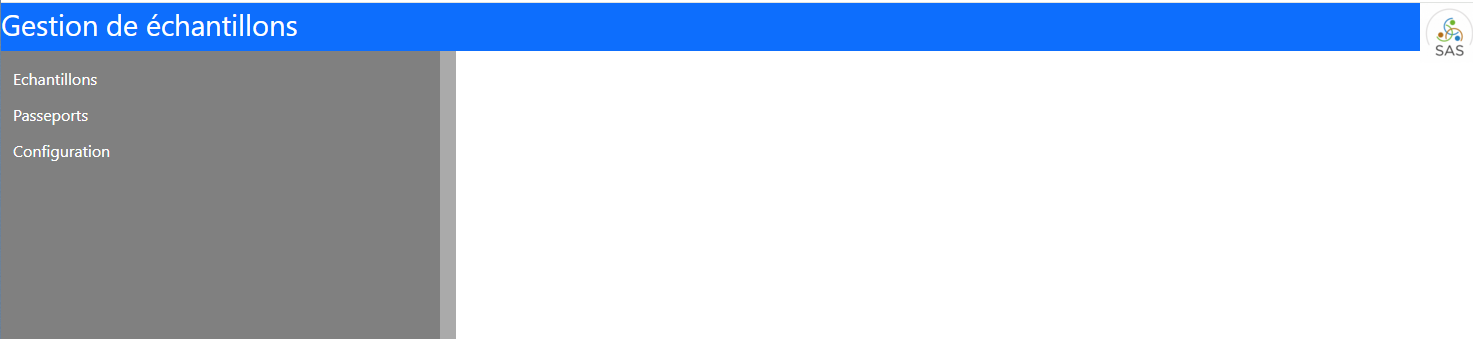 Gestion de échantillons
SAS
Echantillons
Passeports
Configuration